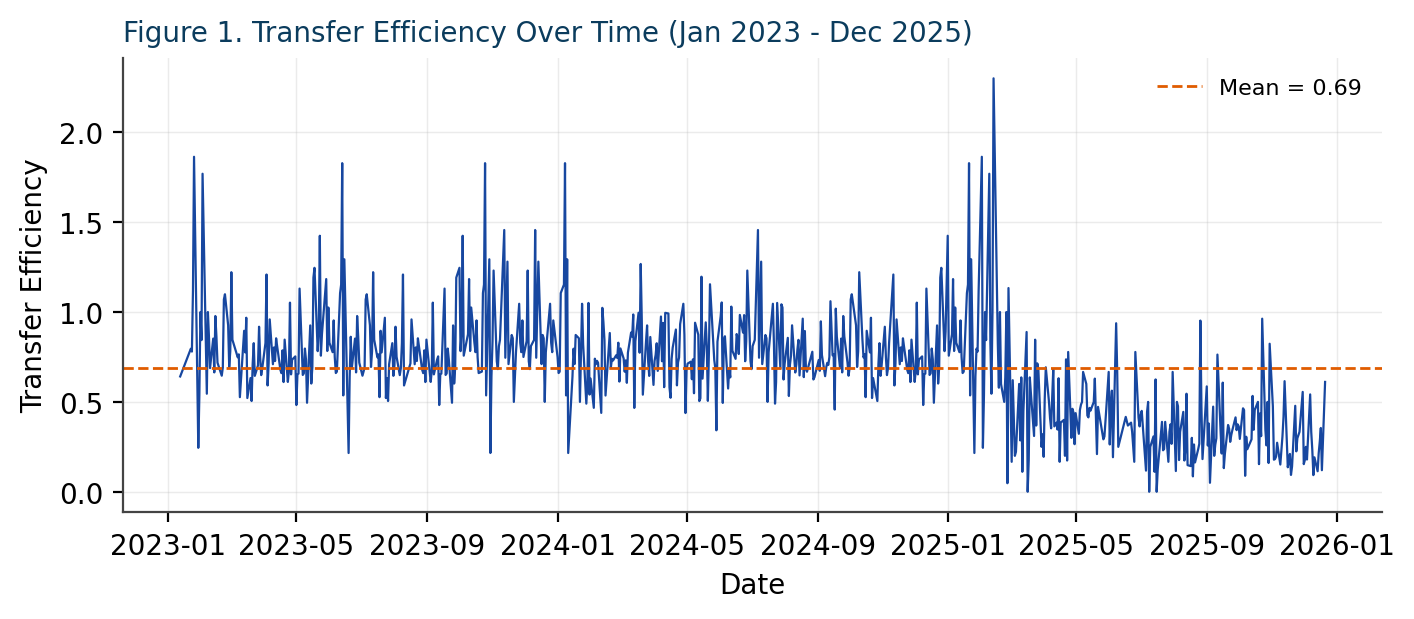 Figure 1. Transfer Efficiency Over Time (Jan 2023 - Dec 2025)
Mean = 0.69
Transfer Efficiency
2.0
1.5
1.0
0.5
0.0
2023-01 2023-05 2023-09 2024-01 2024-05 2024-09 2025-01 2025-05 2025-09 2026-01
Date